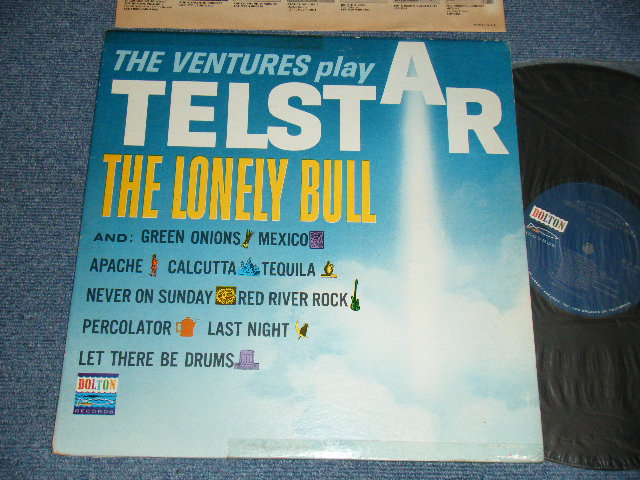 THE VENTURES play
TELSTAR
THE LONELY BULL
AND: GREEN ONIONS MEXICO
APACHE CALCUTTA TEQUILA
NEVER ON SUNDAY RED RIVER ROCK
PERCOLATOR LAST NIGHT
LET THERE BE DRUMS
DOLTON
RECORDS
DOLTON